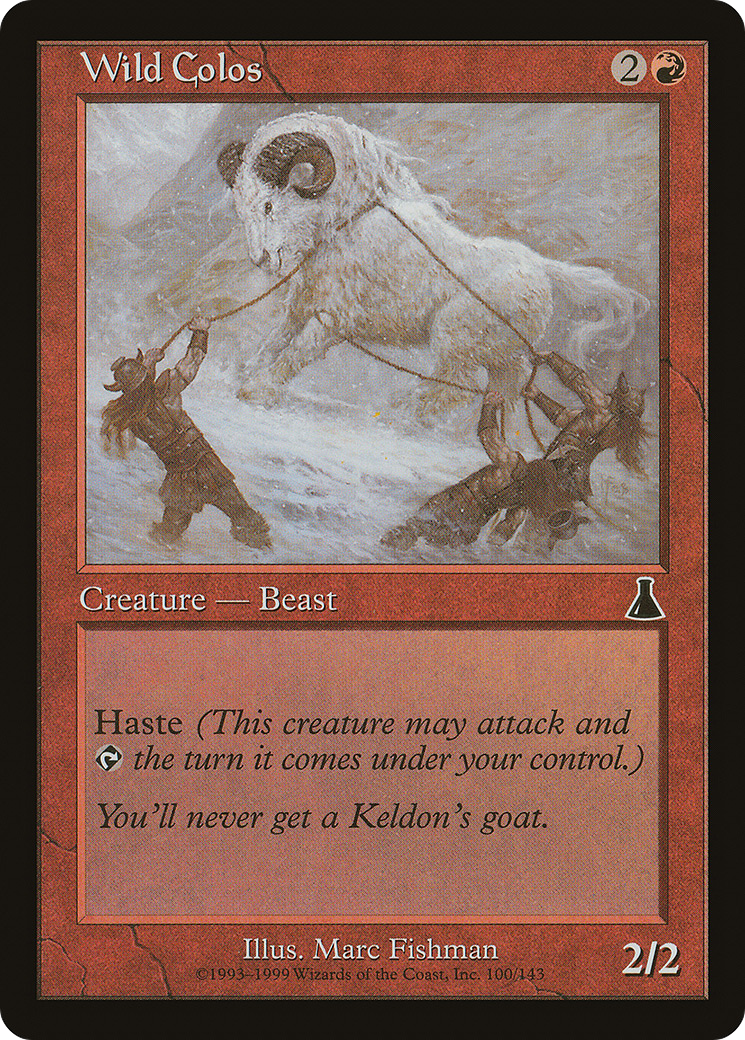 Wild Colos
2
Creature — Beast
Haste (This creature may attack and
the turn it comes under your control.)
You'll never get a Keldon's goat.
Illus. Marc Fishman
©1993–1999 Wizards of the Coast, Inc. 100/143
2/2